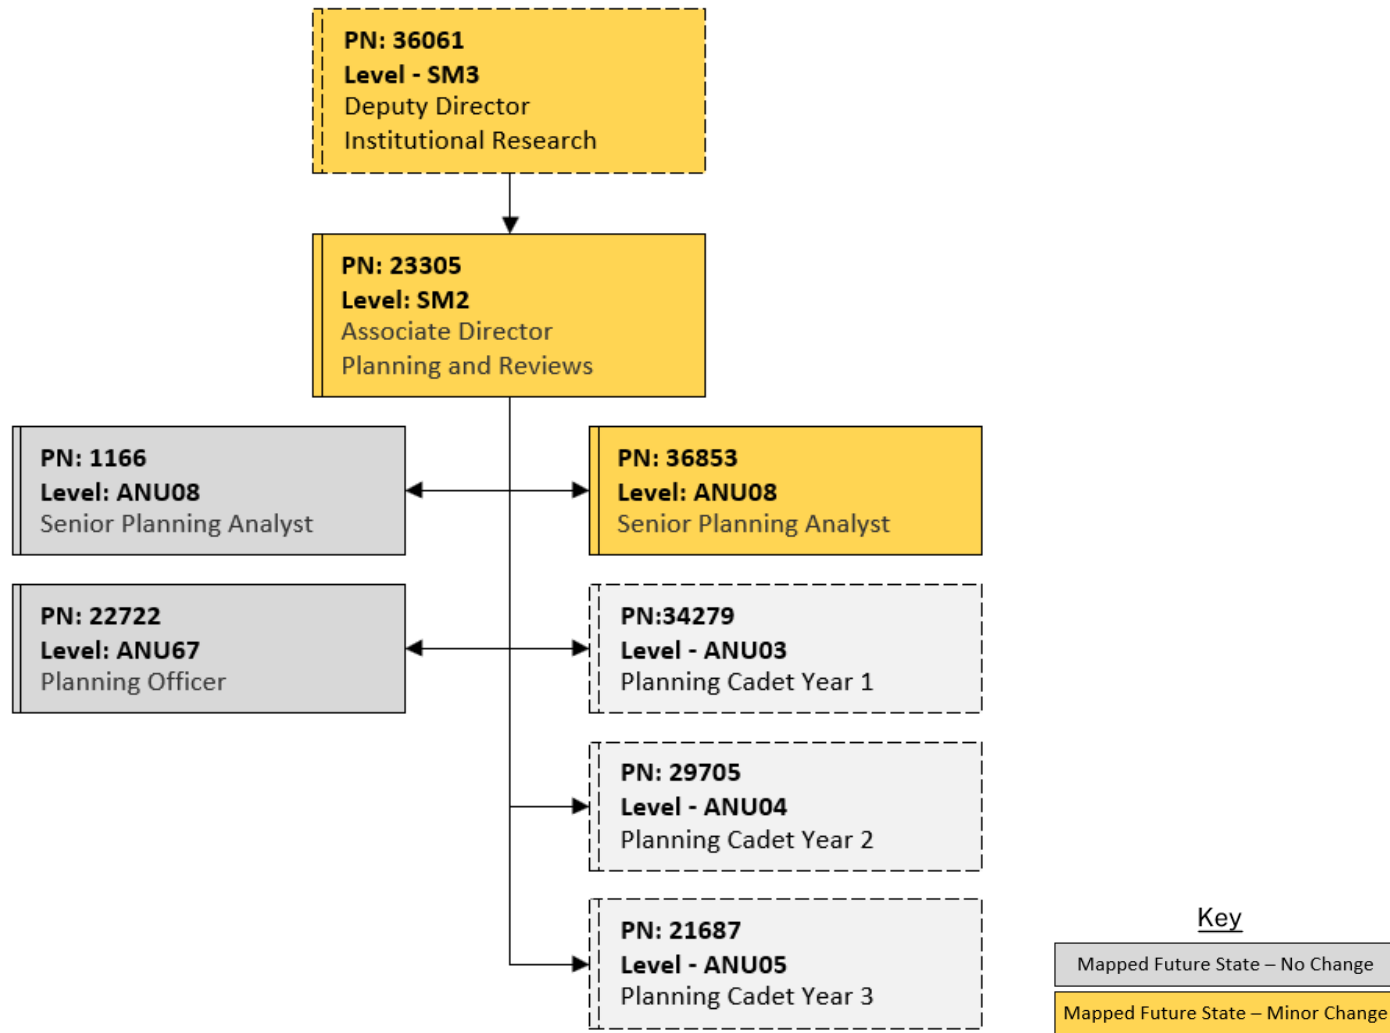 PN: 36061
Level - SM3
Deputy Director
Institutional Research
PN: 23305
Level: SM2
Associate Director
Planning and Reviews
PN: 1166
Level: ANU08
Senior Planning Analyst
PN: 36853
Level: ANU08
Senior Planning Analyst
PN: 22722
Level: ANU67
Planning Officer
PN:34279
Level - ANU03
Planning Cadet Year 1
PN: 29705
Level - ANU04
Planning Cadet Year 2
PN: 21687
Level - ANU05
Planning Cadet Year 3
Key
Mapped Future State – No Change
Mapped Future State – Minor Change